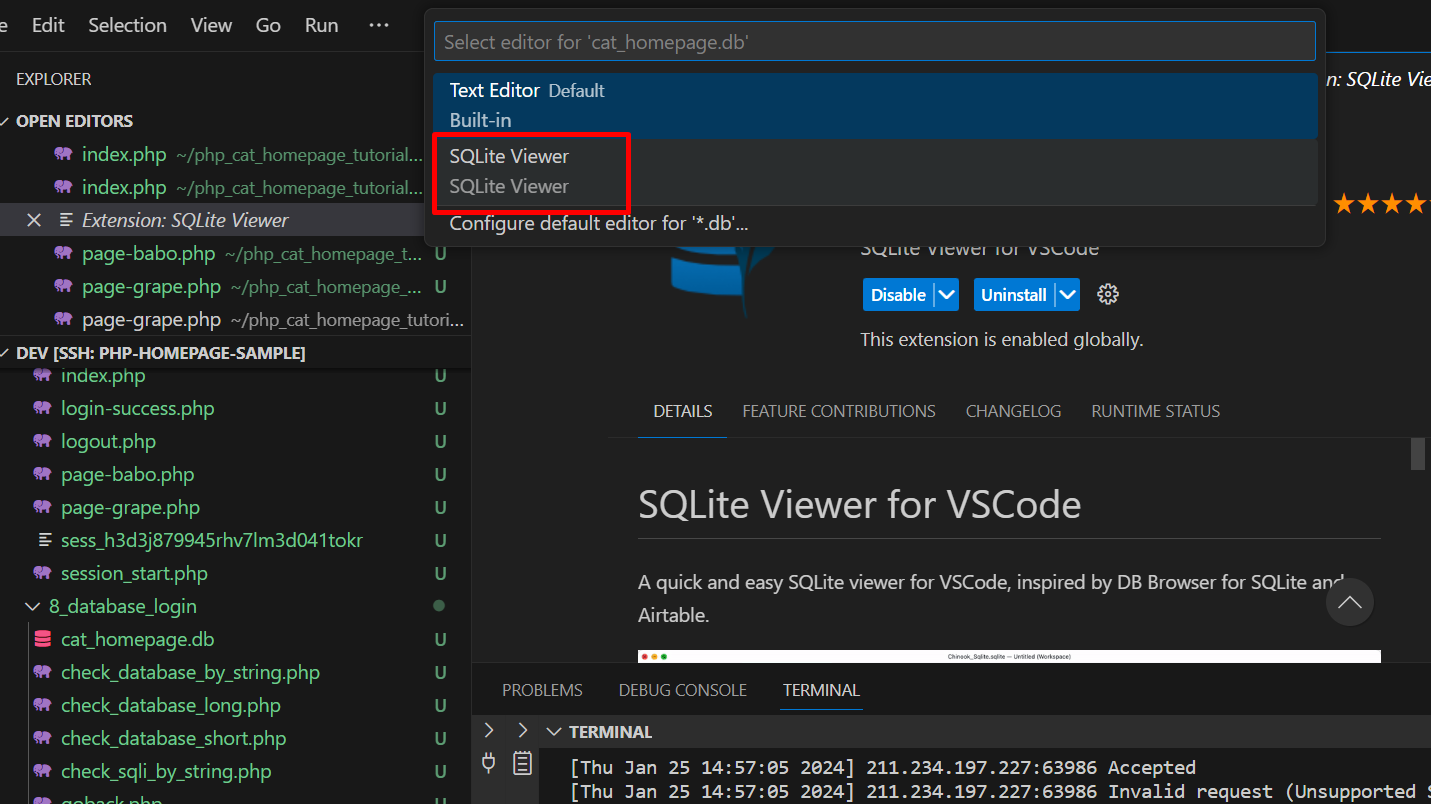 Edit Selection View Go Run ...
Select editor for 'cat_homepage.db'
Text Editor Default
Built-in
SQLite Viewer
SQLite Viewer
Configure default editor for '*.db'...
EXPLORER
OPEN EDITORS
index.php ~/php_cat_homepage_tutorial...
index.php ~/php_cat_homepage_tutorial...
Extension: SQLite Viewer
page-babo.php ~/php_cat_homepage_t... U
page-grape.php ~/php_cat_homepage_... U
page-grape.php ~/php_cat_homepage_tutori...
DEV [SSH: PHP-HOMEPAGE-SAMPLE]
index.php U
login-success.php U
logout.php U
page-babo.php U
page-grape.php U
sess_h3d3j879945rhv7lm3d041tokr U
session_start.php U
8_database_login
cat_homepage.db U
check_database_by_string.php U
check_database_long.php U
check_database_short.php U
check_sqli_by_string.php U
goback.php
n: SQLite Vie
SQLite Viewer for VSCode
Disable Uninstall
This extension is enabled globally.
DETAILS FEATURE CONTRIBUTIONS CHANGELOG RUNTIME STATUS
SQLite Viewer for VSCode
A quick and easy SQLite viewer for VSCode, inspired by DB Browser for SQLite and
Airtable.
Chinook_Sqlite.sqlite — Untitled (Workspace)
PROBLEMS DEBUG CONSOLE TERMINAL
TERMINAL
[Thu Jan 25 14:57:05 2024] 211.234.197.227:63986 Accepted
[Thu Jan 25 14:57:05 2024] 211.234.197.227:63986 Invalid request (Unsupported S